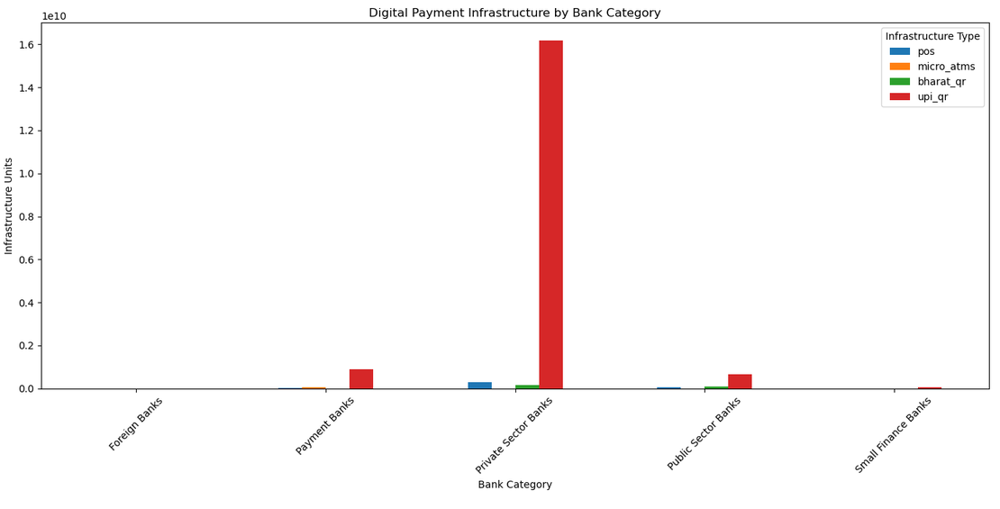 Digital Payment Infrastructure by Bank Category
1e10
Infrastructure Type
pos
micro_atms
bharat_qr
upi_qr
Infrastructure Units
1.6
1.4
1.2
1.0
0.8
0.6
0.4
0.2
0.0
Foreign Banks
Payment Banks
Private Sector Banks
Public Sector Banks
Small Finance Banks
Bank Category